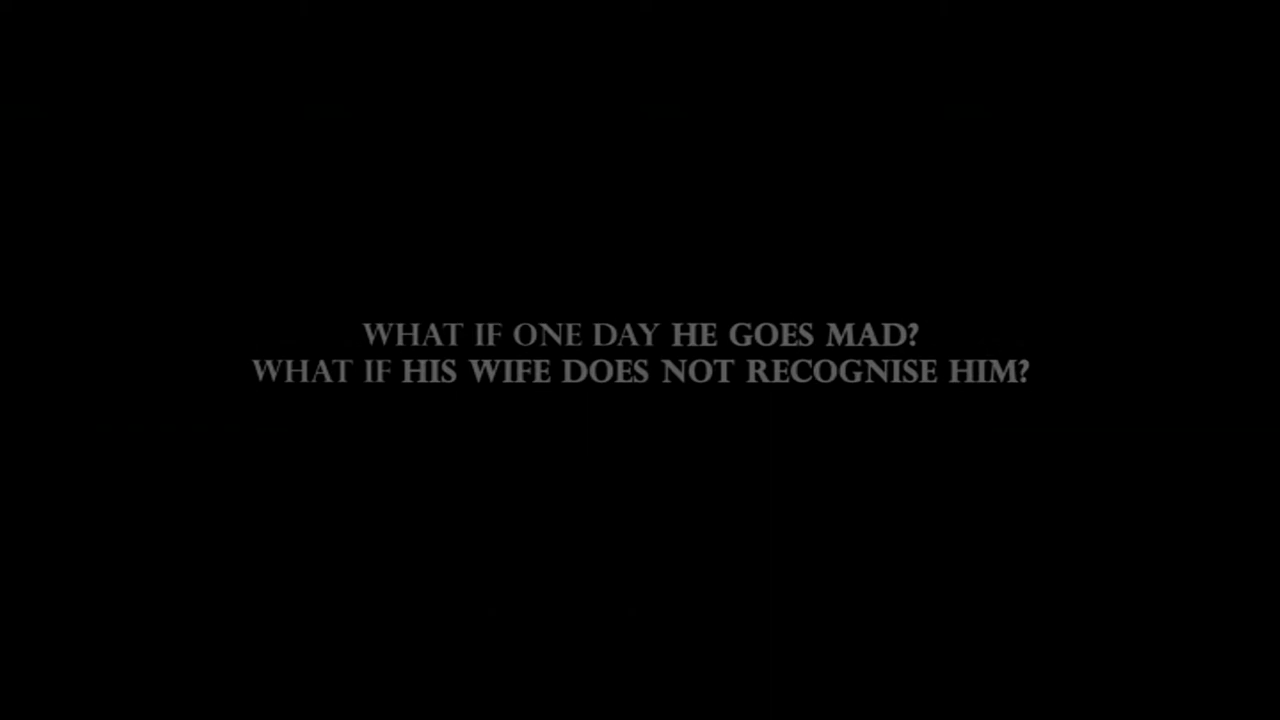 WHAT IF ONE DAY HE GOES MAD?
WHAT IF HIS WIFE DOES NOT RECOGNISE HIM?